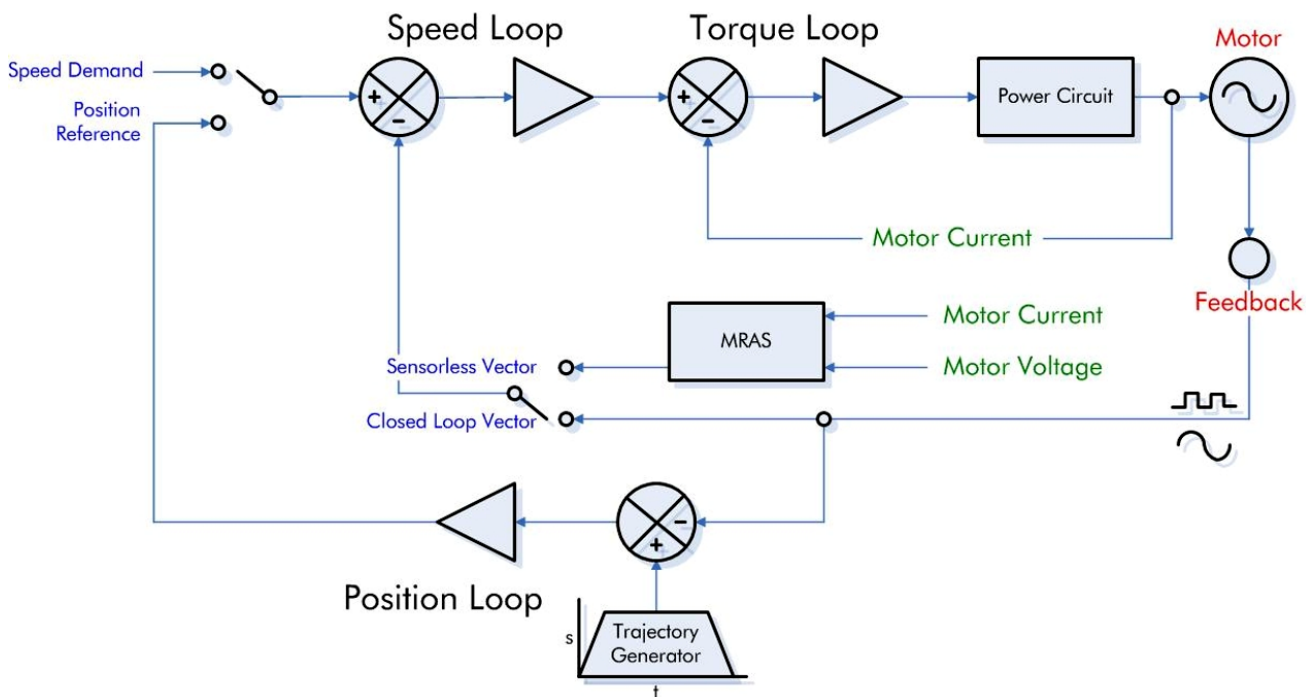 Speed Loop
Torque Loop
Motor
Speed Demand
Position
Reference
+
-
+
-
Power Circuit
Motor Current
Feedback
MRAS
Motor Current
Motor Voltage
Sensorless Vector
Closed Loop Vector
-
+
Position Loop
s
Trajectory
Generator
t